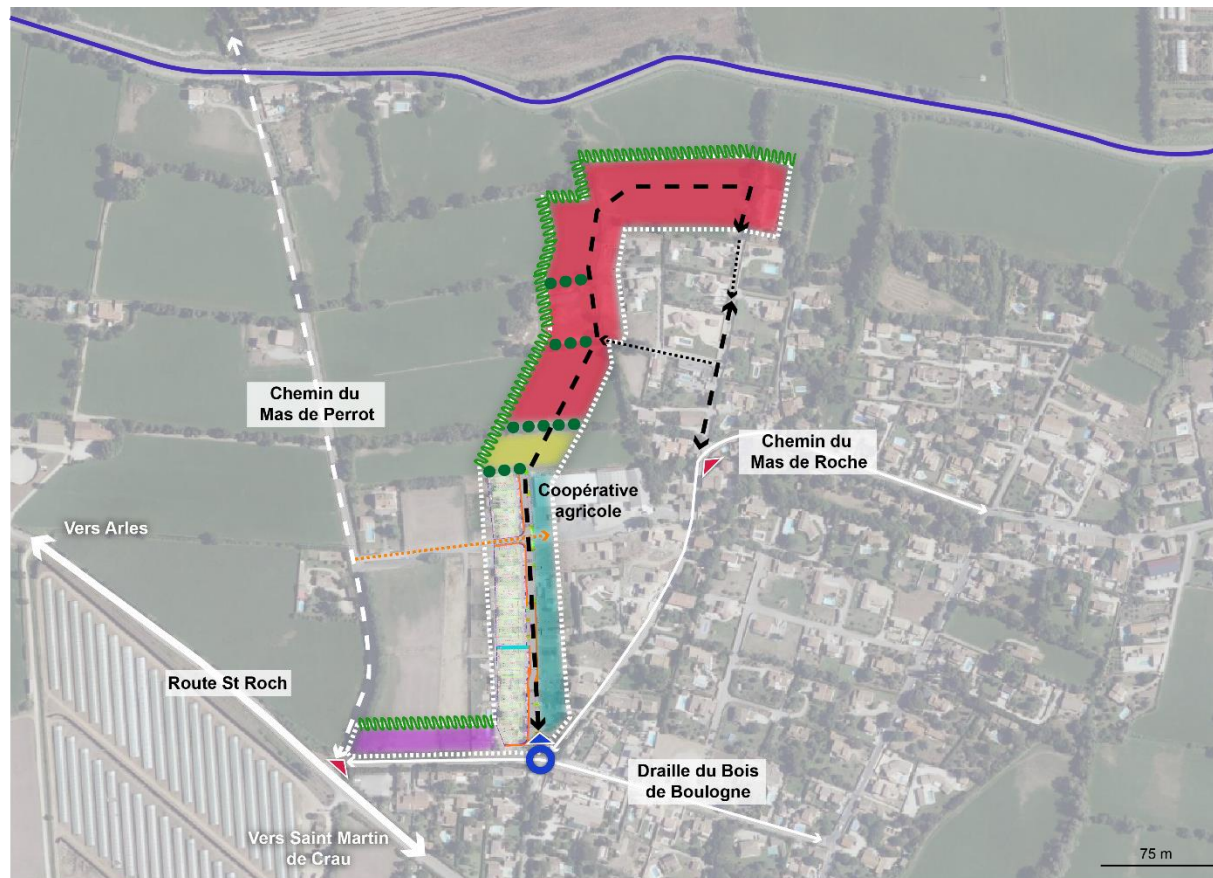 Chemin du
Mas de Perrot
Chemin du
Mas de Roche
Coopérative
agricole
Vers Arles
Route St Roch
Draille du Bois
de Boulogne
Vers Saint Martin
de Crau
75 m